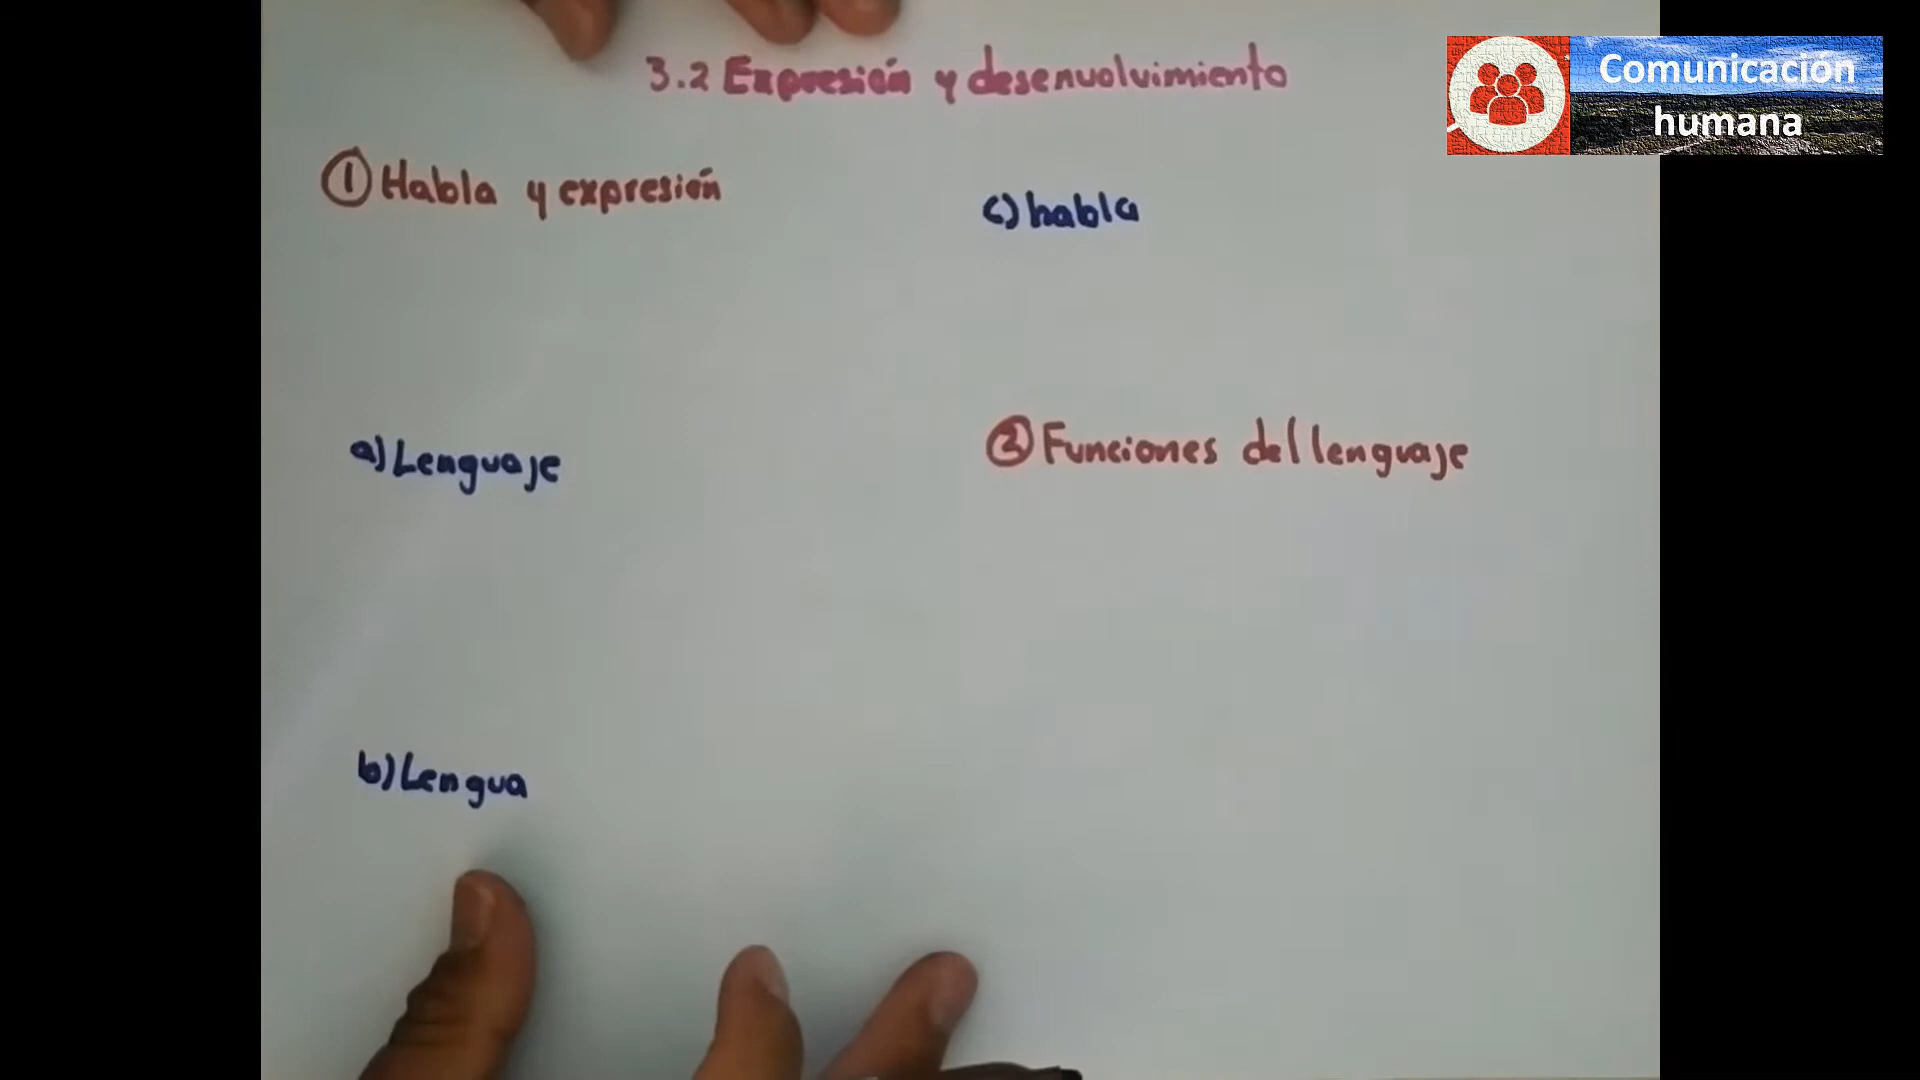 3.2 Expresión y desenvolvimiento
Comunicación
humana
① Habla y expresión
a) Lenguaje
b) Lengua
c) habla
② Funciones del lenguaje